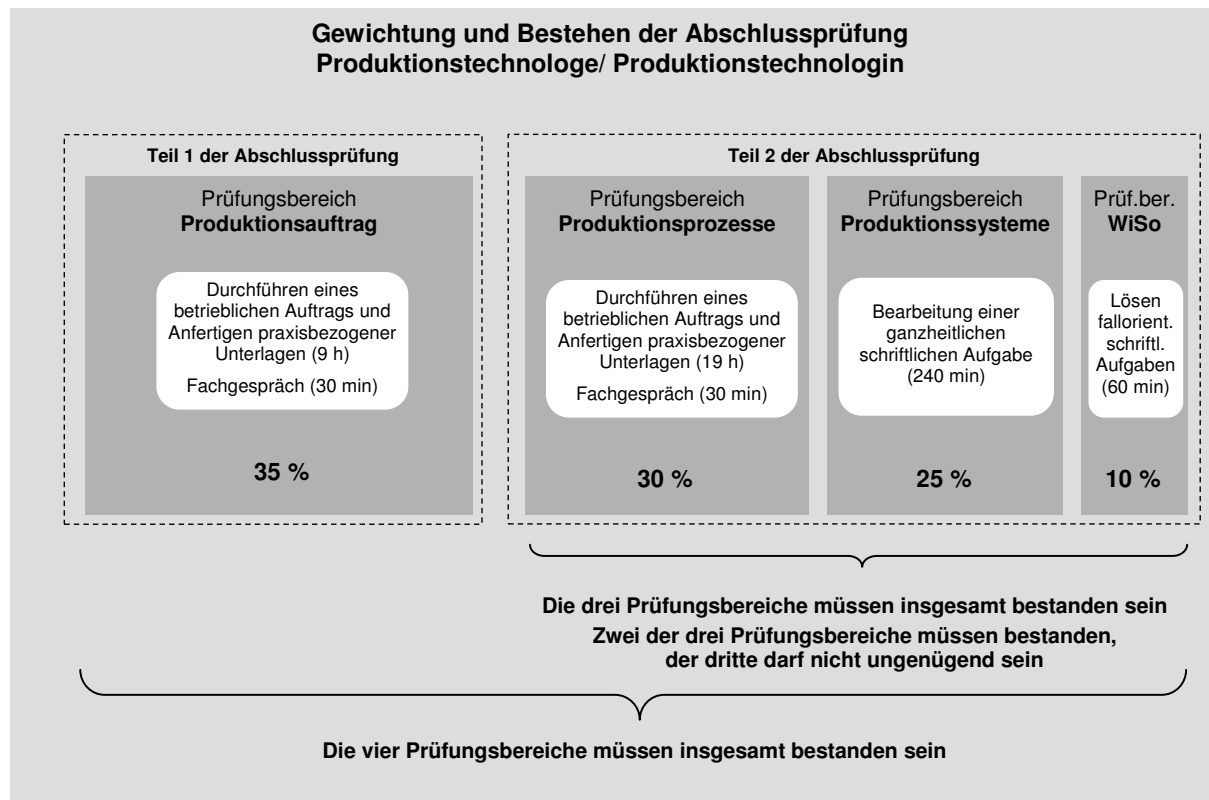 Gewichtung und Bestehen der Abschlussprüfung
Produktionstechnologe/ Produktionstechnologin
Teil 1 der Abschlussprüfung
Prüfungsbereich
Produktionsauftrag
Durchführen eines
betrieblichen Auftrags und
Anfertigen praxisbezogener
Unterlagen (9 h)
Fachgespräch (30 min)
35 %
Teil 2 der Abschlussprüfung
Prüfungsbereich
Produktionsprozesse
Durchführen eines
betrieblichen Auftrags und
Anfertigen praxisbezogener
Unterlagen (19 h)
Fachgespräch (30 min)
30 %
Prüfungsbereich
Produktionssysteme
Bearbeitung einer
ganzheitlichen
schriftlichen Aufgabe
(240 min)
25 %
Prüf.ber.
WiSo
Lösen
fallorient.
schriftl.
Aufgaben
(60 min)
10 %
Die drei Prüfungsbereiche müssen insgesamt bestanden sein
Zwei der drei Prüfungsbereiche müssen bestanden,
der dritte darf nicht ungenügend sein
Die vier Prüfungsbereiche müssen insgesamt bestanden sein